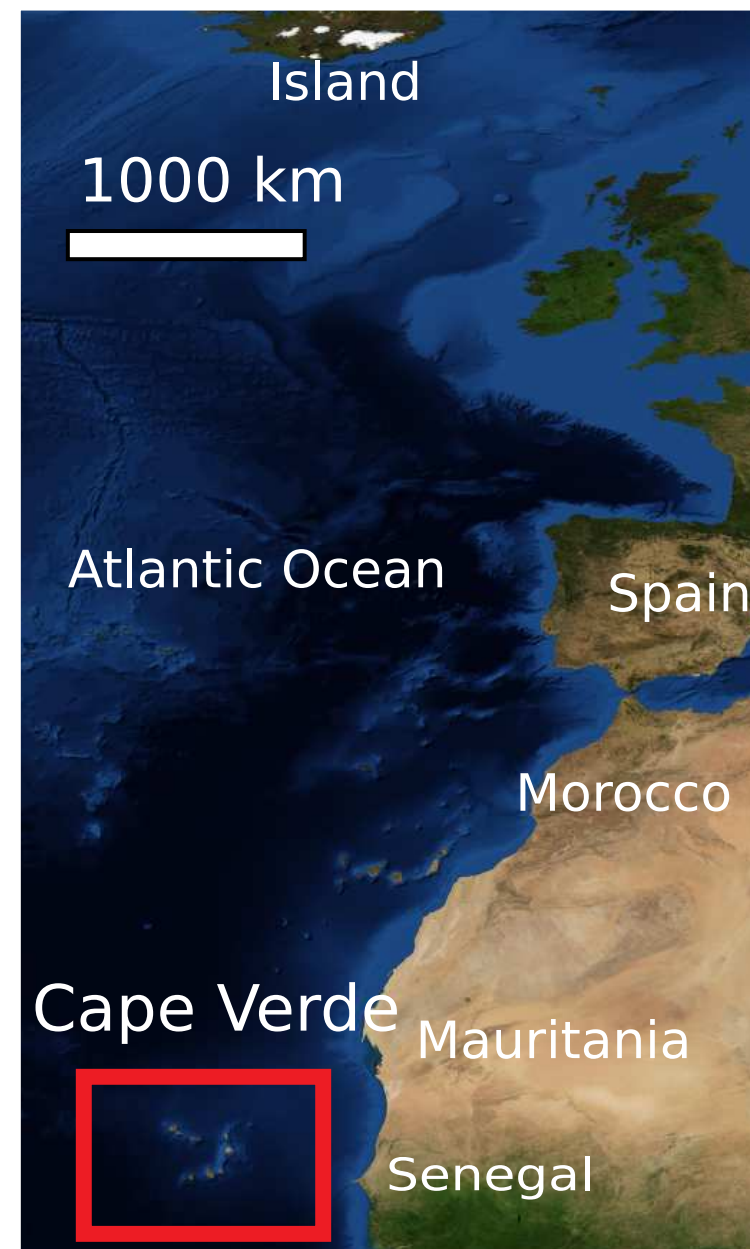 Island
1000 km
Atlantic Ocean
Spain
Morocco
Cape Verde
Mauritania
Senegal